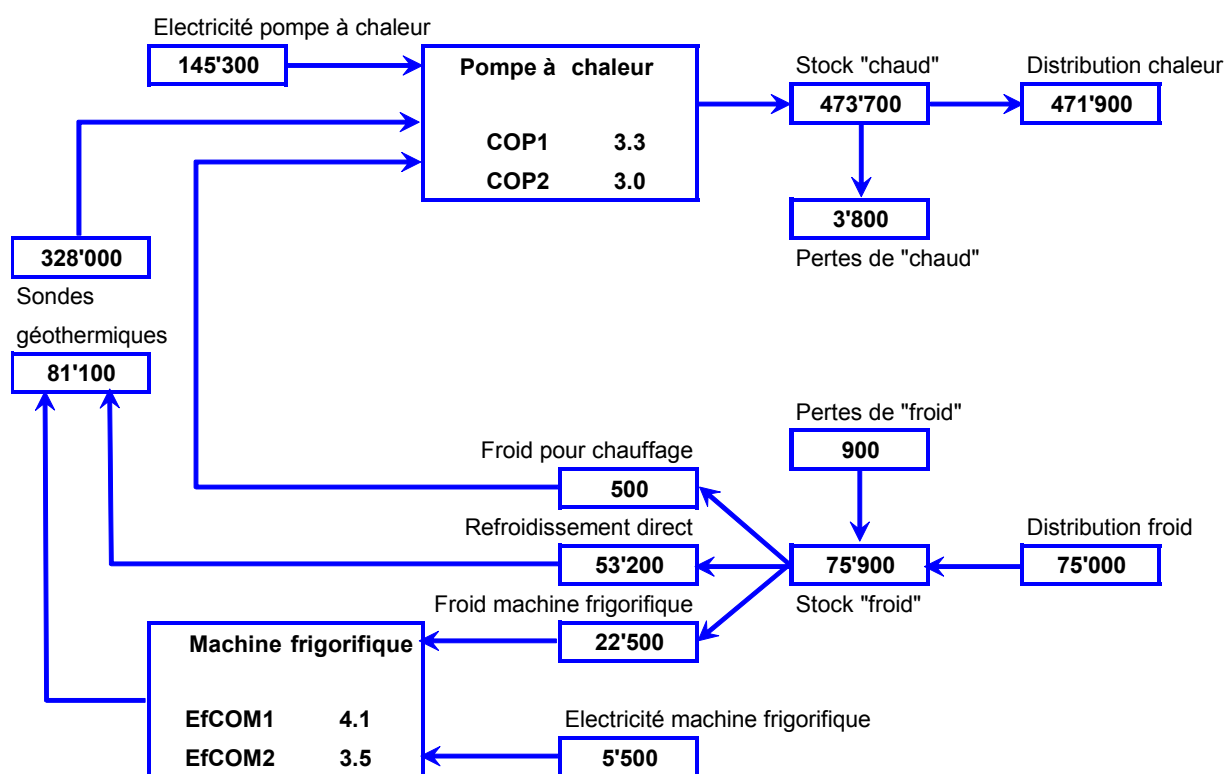 Electricité pompe à chaleur
145'300
Pompe à chaleur
COP1 3.3
COP2 3.0
Stock "chaud"
473'700
Distribution chaleur
471'900
3'800
Pertes de "chaud"
328'000
Sondes
géothermiques
81'100
Pertes de "froid"
900
Froid pour chauffage
500
Refroidissement direct
53'200
Distribution froid
75'900
75'000
Stock "froid"
Froid machine frigorifique
22'500
Machine frigorifique
EfCOM1 4.1
EfCOM2 3.5
Electricité machine frigorifique
5'500